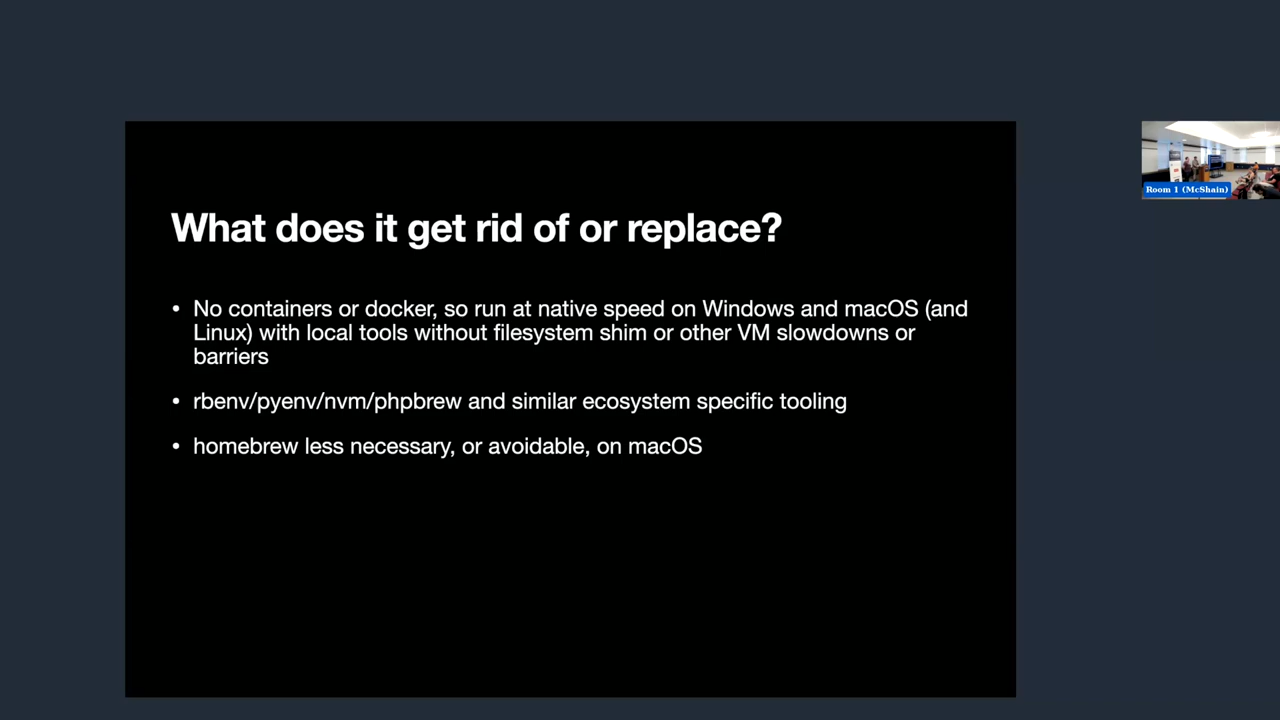 What does it get rid of or replace?
• No containers or docker, so run at native speed on Windows and macOS (and
Linux) with local tools without filesystem shim or other VM slowdowns or
barriers
• rbenv/pyenv/nvm/phpbrew and similar ecosystem specific tooling
• homebrew less necessary, or avoidable, on macOS
Room 1 (McShain)